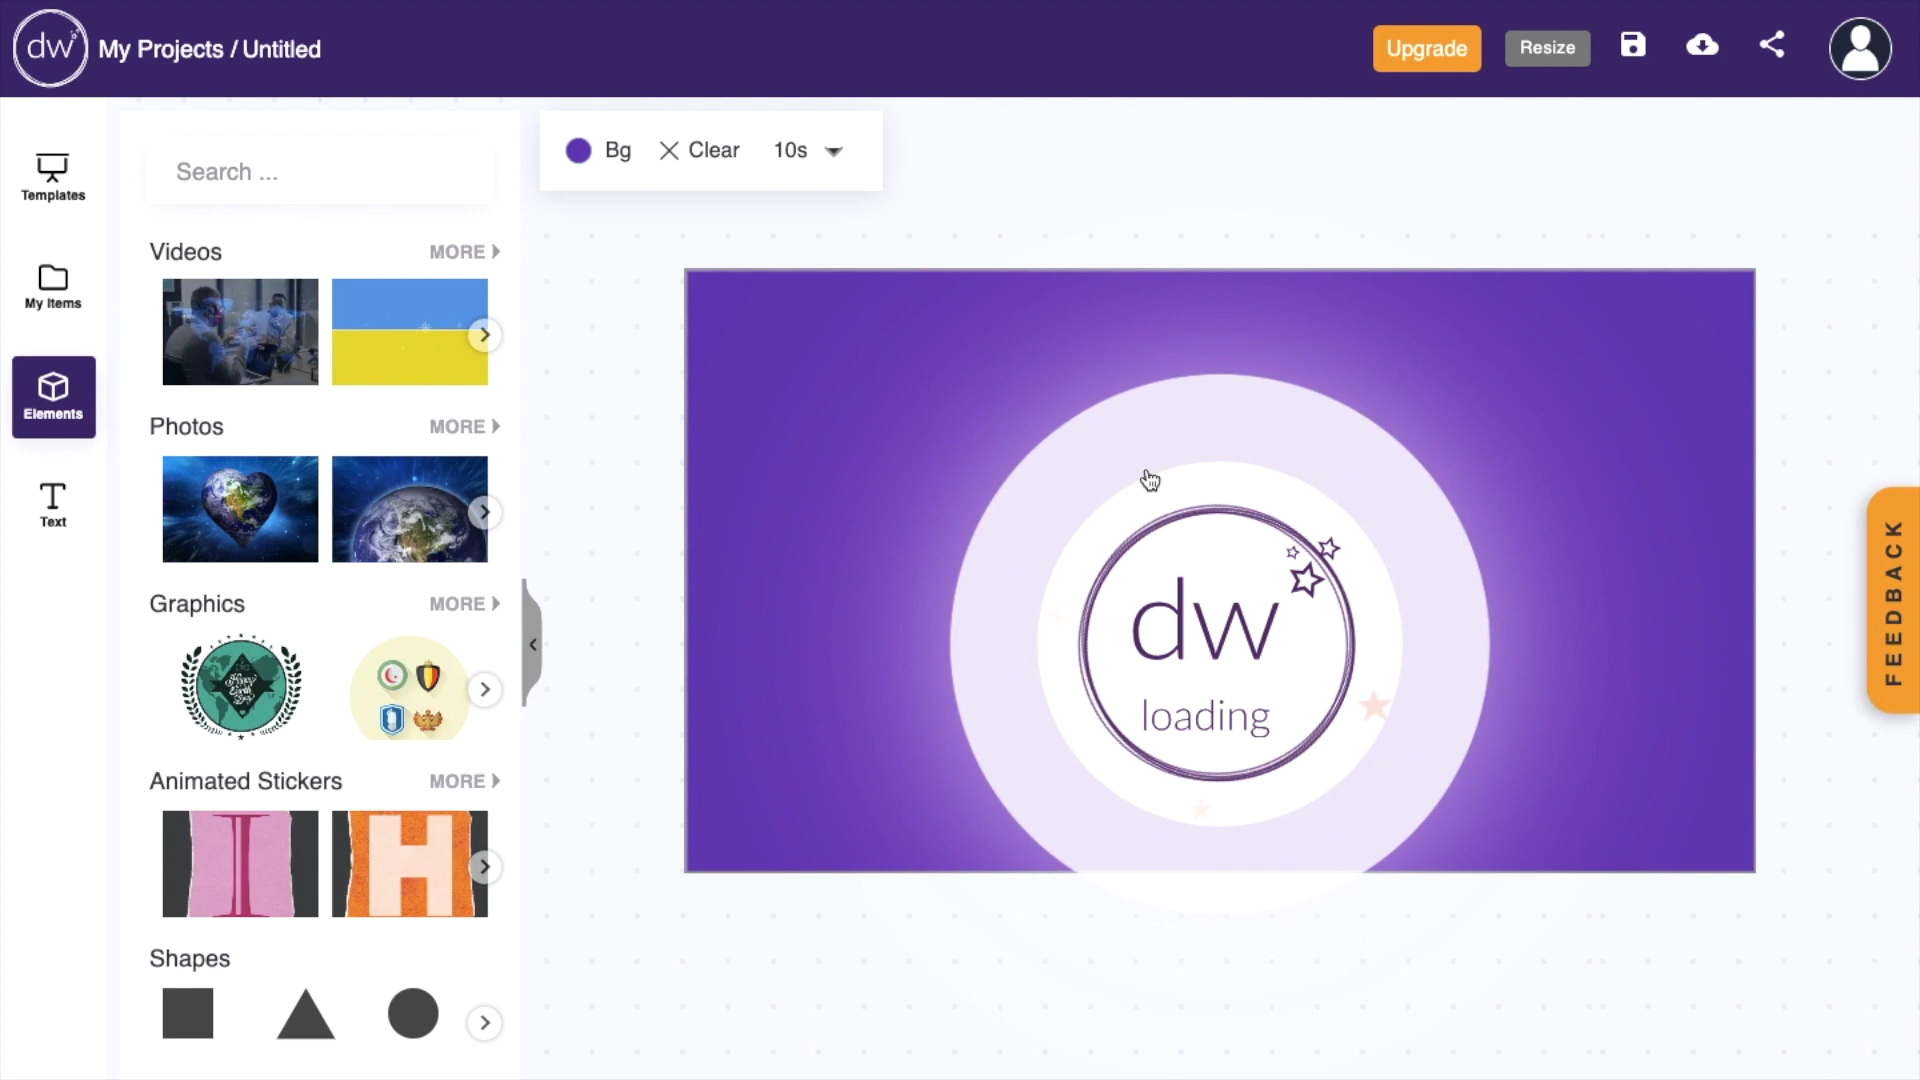 dw
My Projects / Untitled
Upgrade
Resize
Templates
My Items
Elements
Text
Search ...
Bg
Clear
10s
Videos
MORE
Photos
MORE
Graphics
MORE
Animated Stickers
MORE
I
H
Shapes
dw
loading
FEEDBACK